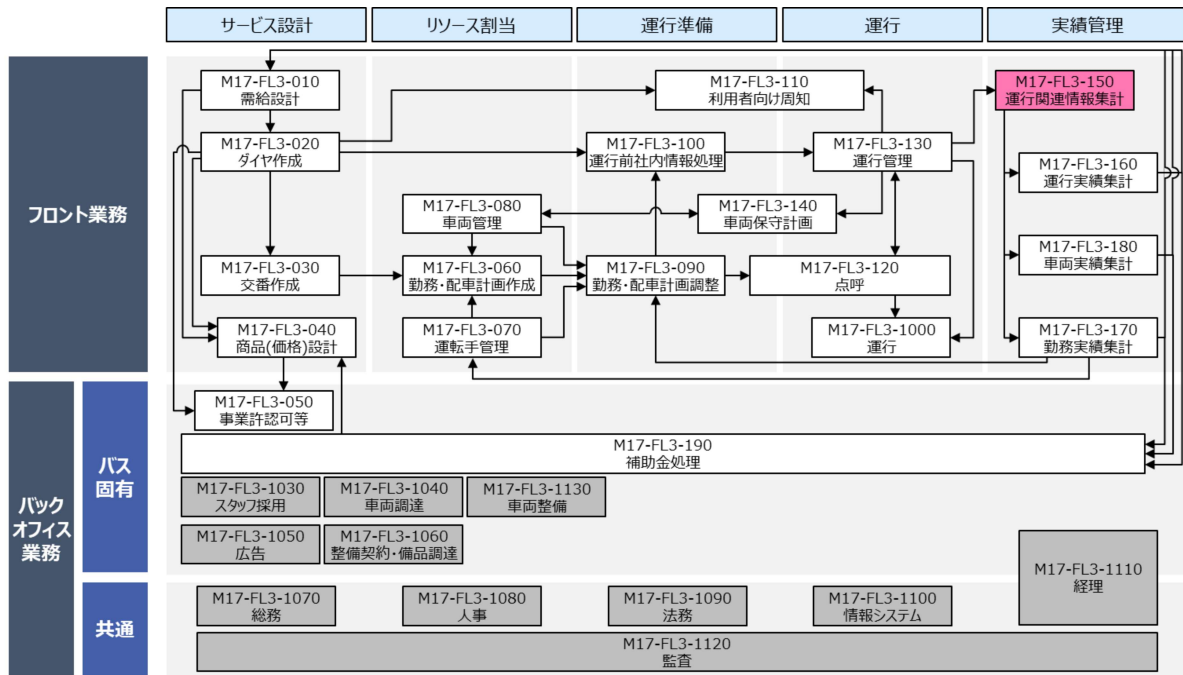 サービス設計
リソース割当
運行準備
運行
実績管理
フロント業務
M17-FL3-010
需給設計
M17-FL3-110
利用者向け周知
M17-FL3-150
運行関連情報集計
M17-FL3-020
ダイヤ作成
M17-FL3-100
運行前社内情報処理
M17-FL3-130
運行管理
M17-FL3-160
運行実績集計
M17-FL3-080
車両管理
M17-FL3-140
車両保守計画
M17-FL3-030
交番作成
M17-FL3-060
勤務・配車計画作成
M17-FL3-090
勤務・配車計画調整
M17-FL3-120
点呼
M17-FL3-180
車両実績集計
M17-FL3-040
商品(価格)設計
M17-FL3-070
運転手管理
M17-FL3-1000
運行
M17-FL3-170
勤務実績集計
バック
オフィス
業務
バス
固有
M17-FL3-050
事業許認可等
M17-FL3-190
補助金処理
M17-FL3-1030
スタッフ採用
M17-FL3-1040
車両調達
M17-FL3-1130
車両整備
M17-FL3-1050
広告
M17-FL3-1060
整備契約・備品調達
M17-FL3-1110
経理
共通
M17-FL3-1070
総務
M17-FL3-1080
人事
M17-FL3-1090
法務
M17-FL3-1100
情報システム
M17-FL3-1120
監査